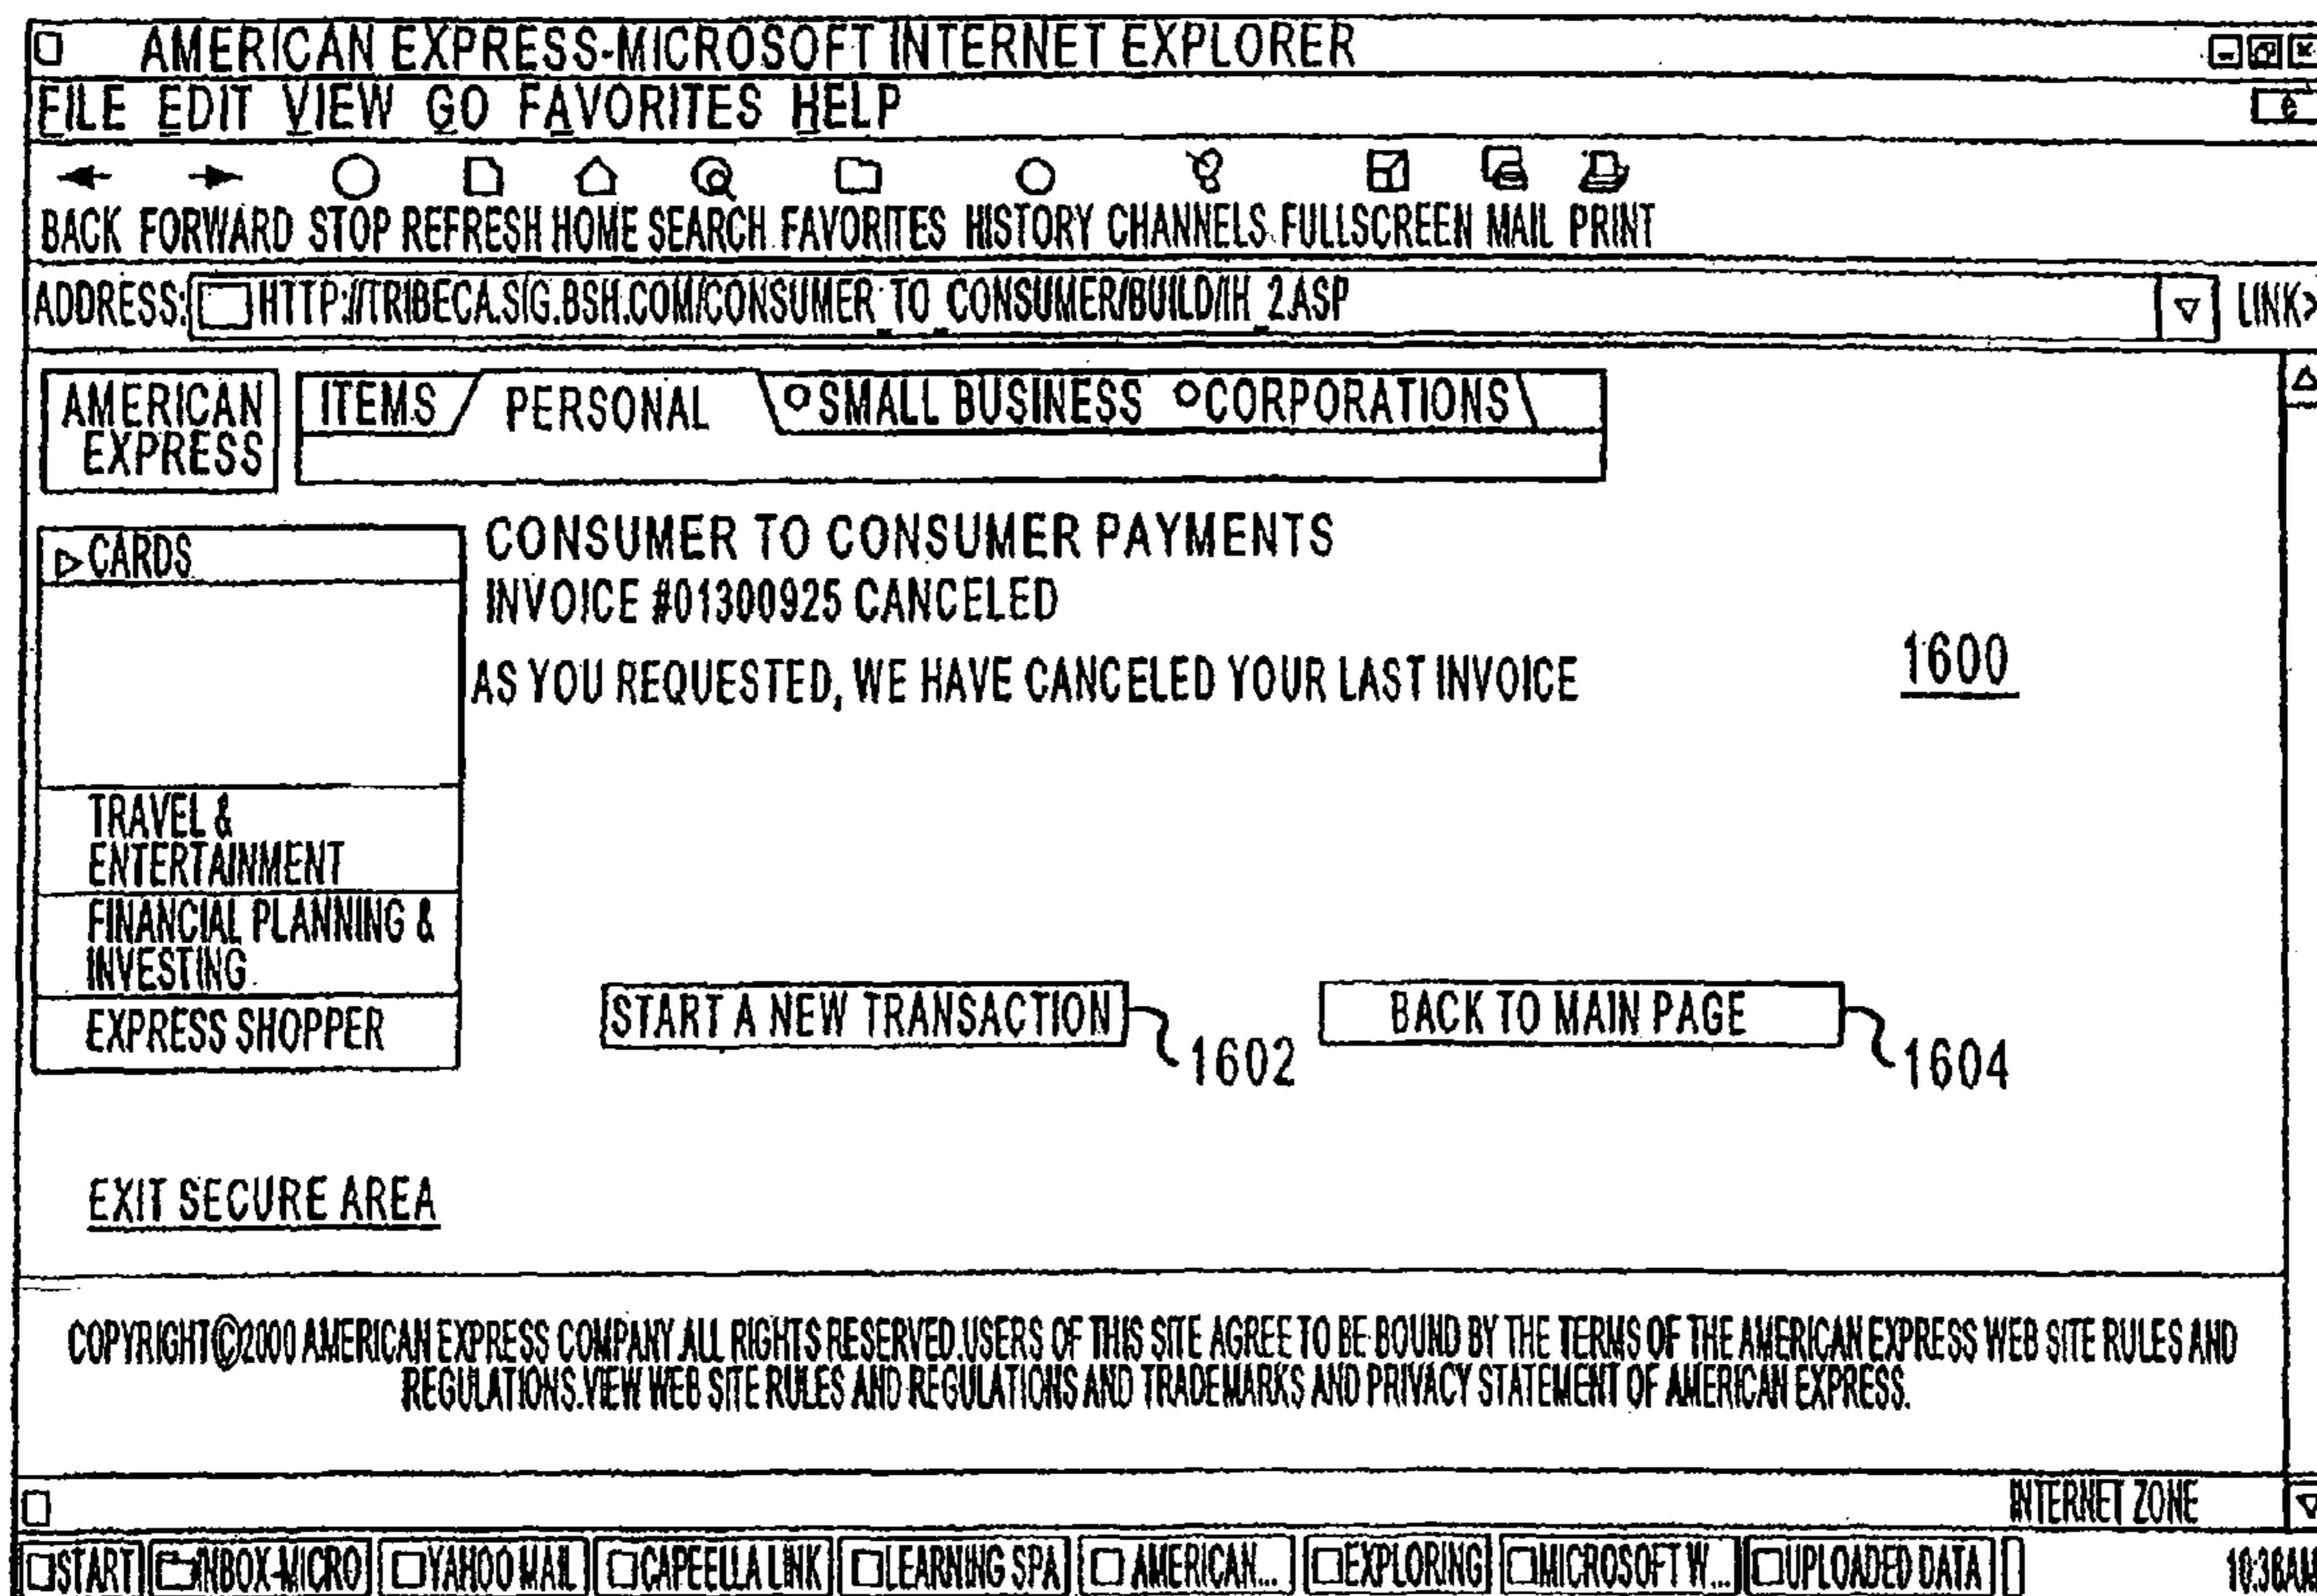 AMERICAN EXPRESS-MICROSOFT INTERNET EXPLORER
FILE EDIT VIEW GO FAVORITES HELP
BACK FORWARD STOP REFRESH HOME SEARCH FAVORITES HISTORY CHANNELS FULLSCREEN MAIL PRINT
ADDRESS: HTTP://TRIBECA.SIG.BSH.COM/CONSUMER_TO_CONSUMER/BUILD/IH_2.ASP LINK>
AMERICAN EXPRESS
ITEMS PERSONAL SMALL BUSINESS CORPORATIONS
CARDS
TRAVEL &
ENTERTAINMENT
FINANCIAL PLANNING &
INVESTING
EXPRESS SHOPPER
CONSUMER TO CONSUMER PAYMENTS
INVOICE #01300925 CANCELED
AS YOU REQUESTED, WE HAVE CANCELED YOUR LAST INVOICE
1600
START A NEW TRANSACTION 1602
BACK TO MAIN PAGE 1604
EXIT SECURE AREA
COPYRIGHT©2000 AMERICAN EXPRESS COMPANY.ALL RIGHTS RESERVED.USERS OF THIS SITE AGREE TO BE BOUND BY THE TERMS OF THE AMERICAN EXPRESS WEB SITE RULES AND
REGULATIONS.VIEW WEB SITE RULES AND REGULATIONS AND TRADEMARKS AND PRIVACY STATEMENT OF AMERICAN EXPRESS.
INTERNET ZONE
START INBOX-MICRO YAHOO MAIL CAPEELLA LINK LEARNING SPA AMERICAN... EXPLORING MICROSOFT W... UPLOADED DATA 10:36AM